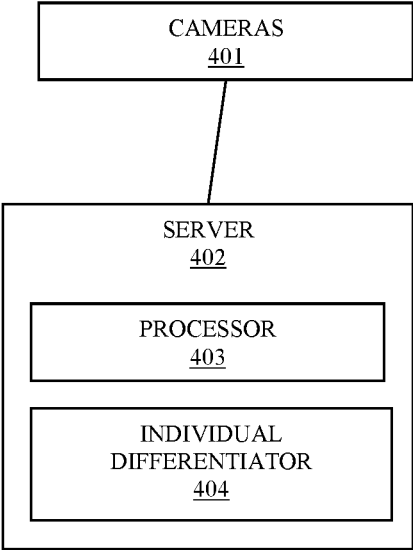 CAMERAS
401
SERVER
402
PROCESSOR
403
INDIVIDUAL
DIFFERENTIATOR
404